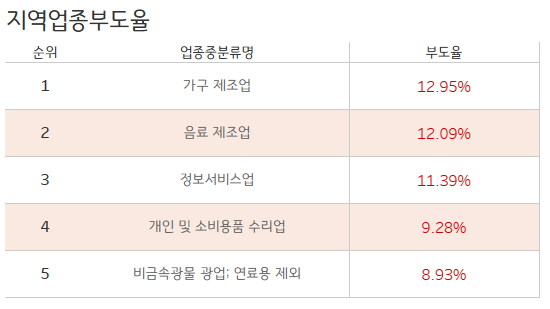 지역업종부도율
순위 업종중분류명 부도율
1 가구 제조업 12.95%
2 음료 제조업 12.09%
3 정보서비스업 11.39%
4 개인 및 소비용품 수리업 9.28%
5 비금속광물 광업; 연료용 제외 8.93%